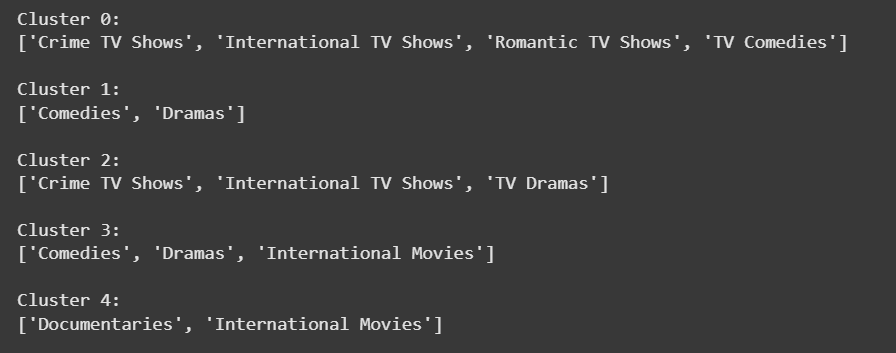 Cluster 0:
['Crime TV Shows', 'International TV Shows', 'Romantic TV Shows', 'TV Comedies']
Cluster 1:
['Comedies', 'Dramas']
Cluster 2:
['Crime TV Shows', 'International TV Shows', 'TV Dramas']
Cluster 3:
['Comedies', 'Dramas', 'International Movies']
Cluster 4:
['Documentaries', 'International Movies']